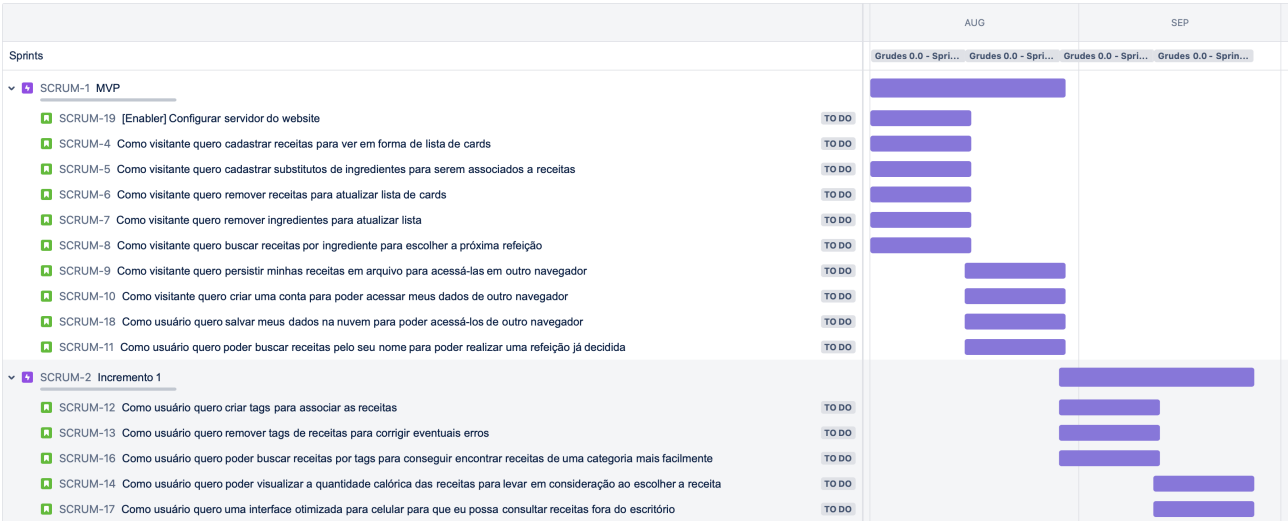 AUG SEP
Sprints Grudes 0.0 - Spri... Grudes 0.0 - Spri... Grudes 0.0 - Spri... Grudes 0.0 - Sprin...
SCRUM-1 MVP
SCRUM-19 [Enabler] Configurar servidor do website TO DO
SCRUM-4 Como visitante quero cadastrar receitas para ver em forma de lista de cards TO DO
SCRUM-5 Como visitante quero cadastrar substitutos de ingredientes para serem associados a receitas TO DO
SCRUM-6 Como visitante quero remover receitas para atualizar lista de cards TO DO
SCRUM-7 Como visitante quero remover ingredientes para atualizar lista TO DO
SCRUM-8 Como visitante quero buscar receitas por ingrediente para escolher a próxima refeição TO DO
SCRUM-9 Como visitante quero persistir minhas receitas em arquivo para acessá-las em outro navegador TO DO
SCRUM-10 Como visitante quero criar uma conta para poder acessar meus dados de outro navegador TO DO
SCRUM-18 Como usuário quero salvar meus dados na nuvem para poder acessá-los de outro navegador TO DO
SCRUM-11 Como usuário quero poder buscar receitas pelo seu nome para poder realizar uma refeição já decidida TO DO
SCRUM-2 Incremento 1
SCRUM-12 Como usuário quero criar tags para associar as receitas TO DO
SCRUM-13 Como usuário quero remover tags de receitas para corrigir eventuais erros TO DO
SCRUM-16 Como usuário quero poder buscar receitas por tags para conseguir encontrar receitas de uma categoria mais facilmente TO DO
SCRUM-14 Como usuário quero poder visualizar a quantidade calórica das receitas para levar em consideração ao escolher a receita TO DO
SCRUM-17 Como usuário quero uma interface otimizada para celular para que eu possa consultar receitas fora do escritório TO DO